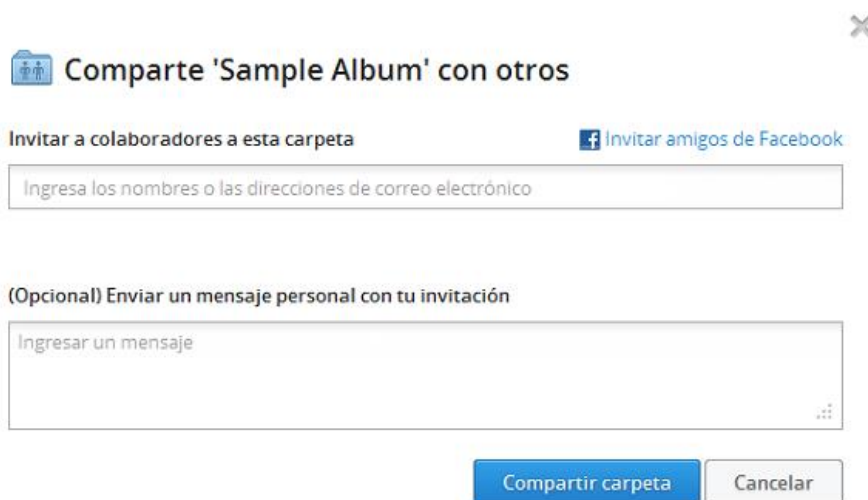 Comparte 'Sample Album' con otros
Invitar a colaboradores a esta carpeta
Invitar amigos de Facebook
Ingresa los nombres o las direcciones de correo electrónico
(Opcional) Enviar un mensaje personal con tu invitación
Ingresar un mensaje
Compartir carpeta
Cancelar